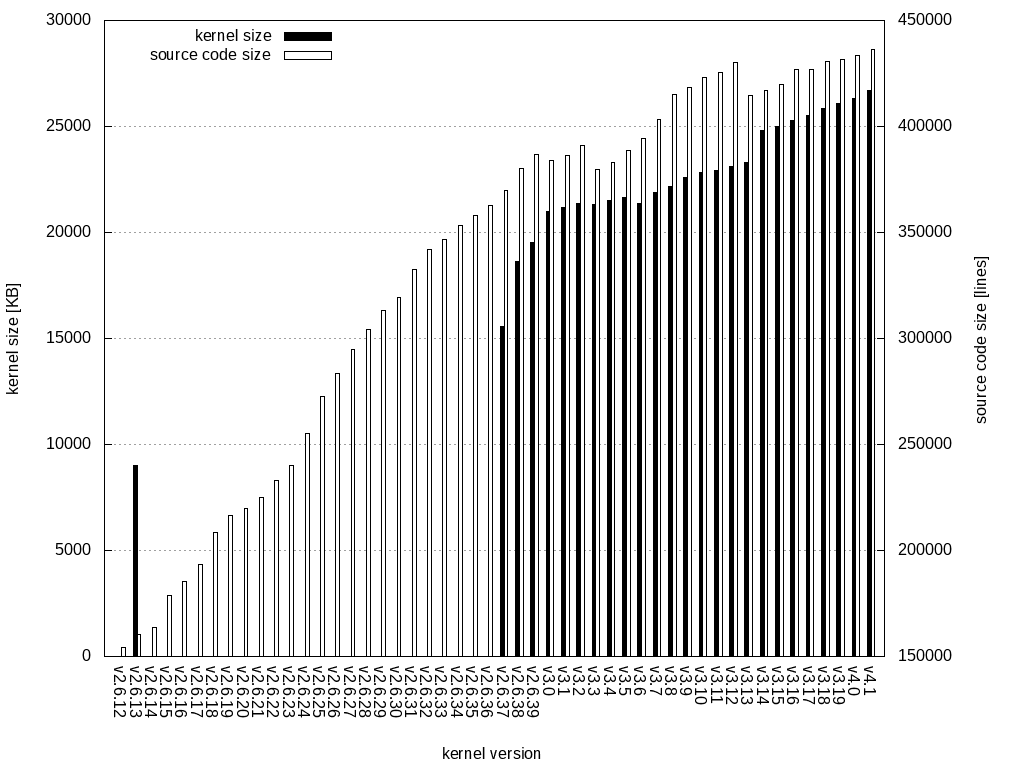 30000
25000
20000
15000
10000
5000
0
kernel size [KB]
kernel size
source code size
450000
400000
350000
300000
250000
200000
150000
source code size [lines]
v2.6.12
v2.6.13
v2.6.14
v2.6.15
v2.6.16
v2.6.17
v2.6.18
v2.6.19
v2.6.20
v2.6.21
v2.6.22
v2.6.23
v2.6.24
v2.6.25
v2.6.26
v2.6.27
v2.6.28
v2.6.29
v2.6.30
v2.6.31
v2.6.32
v2.6.33
v2.6.34
v2.6.35
v2.6.36
v2.6.37
v2.6.38
v2.6.39
v3.0
v3.1
v3.2
v3.3
v3.4
v3.5
v3.6
v3.7
v3.8
v3.9
v3.10
v3.11
v3.12
v3.13
v3.14
v3.15
v3.16
v3.17
v3.18
v3.19
v4.0
v4.1
kernel version